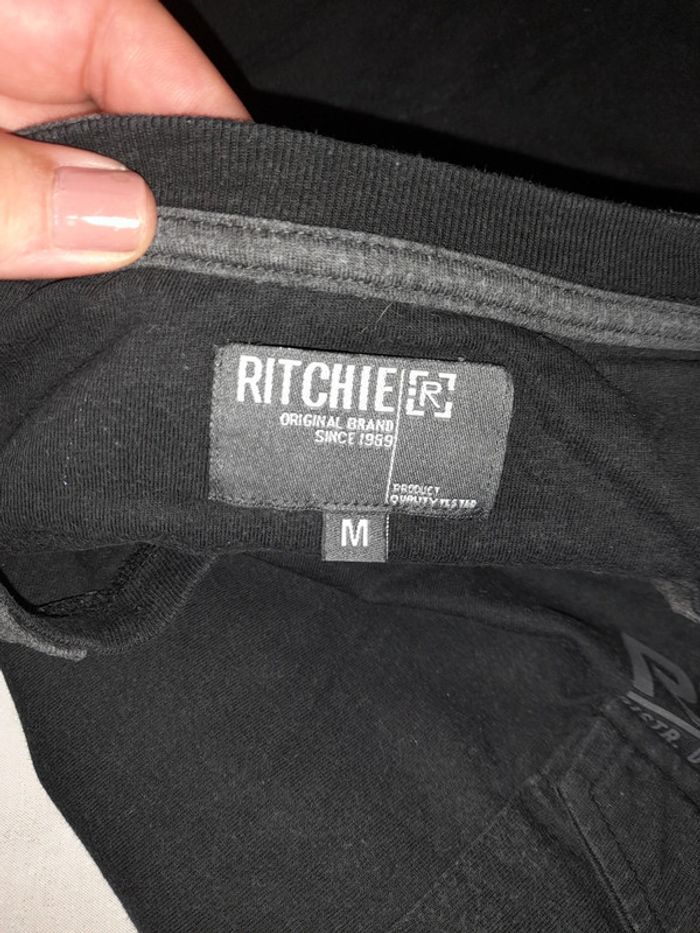 RITCHIE [R]
ORIGINAL BRAND
SINCE 1989
PRODUCT
QUALITY TESTED
M